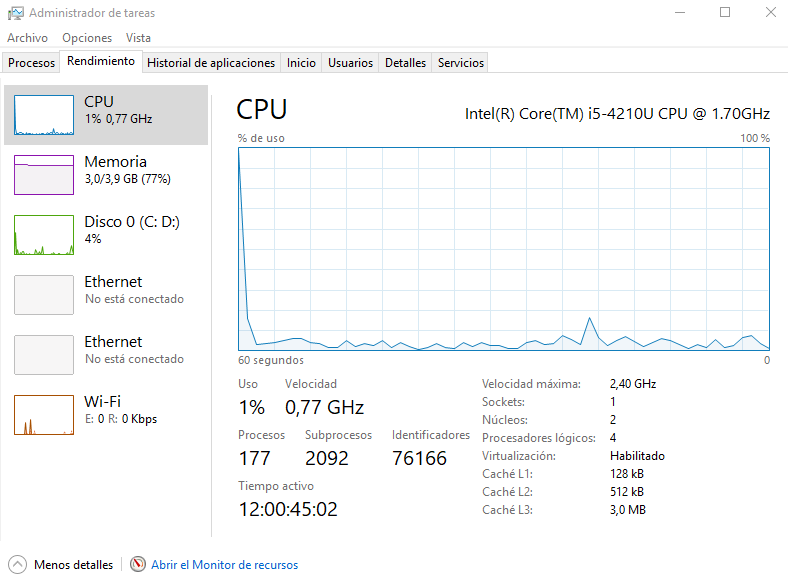 Administrador de tareas
Archivo Opciones Vista
Procesos Rendimiento Historial de aplicaciones Inicio Usuarios Detalles Servicios
CPU
1% 0,77 GHz
Memoria
3,0/3,9 GB (77%)
Disco 0 (C: D:)
4%
Ethernet
No está conectado
Ethernet
No está conectado
Wi-Fi
E: 0 R: 0 Kbps
CPU Intel(R) Core(TM) i5-4210U CPU @ 1.70GHz
% de uso 100 %
60 segundos 0
Uso Velocidad
1% 0,77 GHz
Procesos Subprocesos Identificadores
177 2092 76166
Tiempo activo
12:00:45:02
Velocidad máxima: 2,40 GHz
Sockets: 1
Núcleos: 2
Procesadores lógicos: 4
Virtualización: Habilitado
Caché L1: 128 kB
Caché L2: 512 kB
Caché L3: 3,0 MB
Menos detalles Abrir el Monitor de recursos